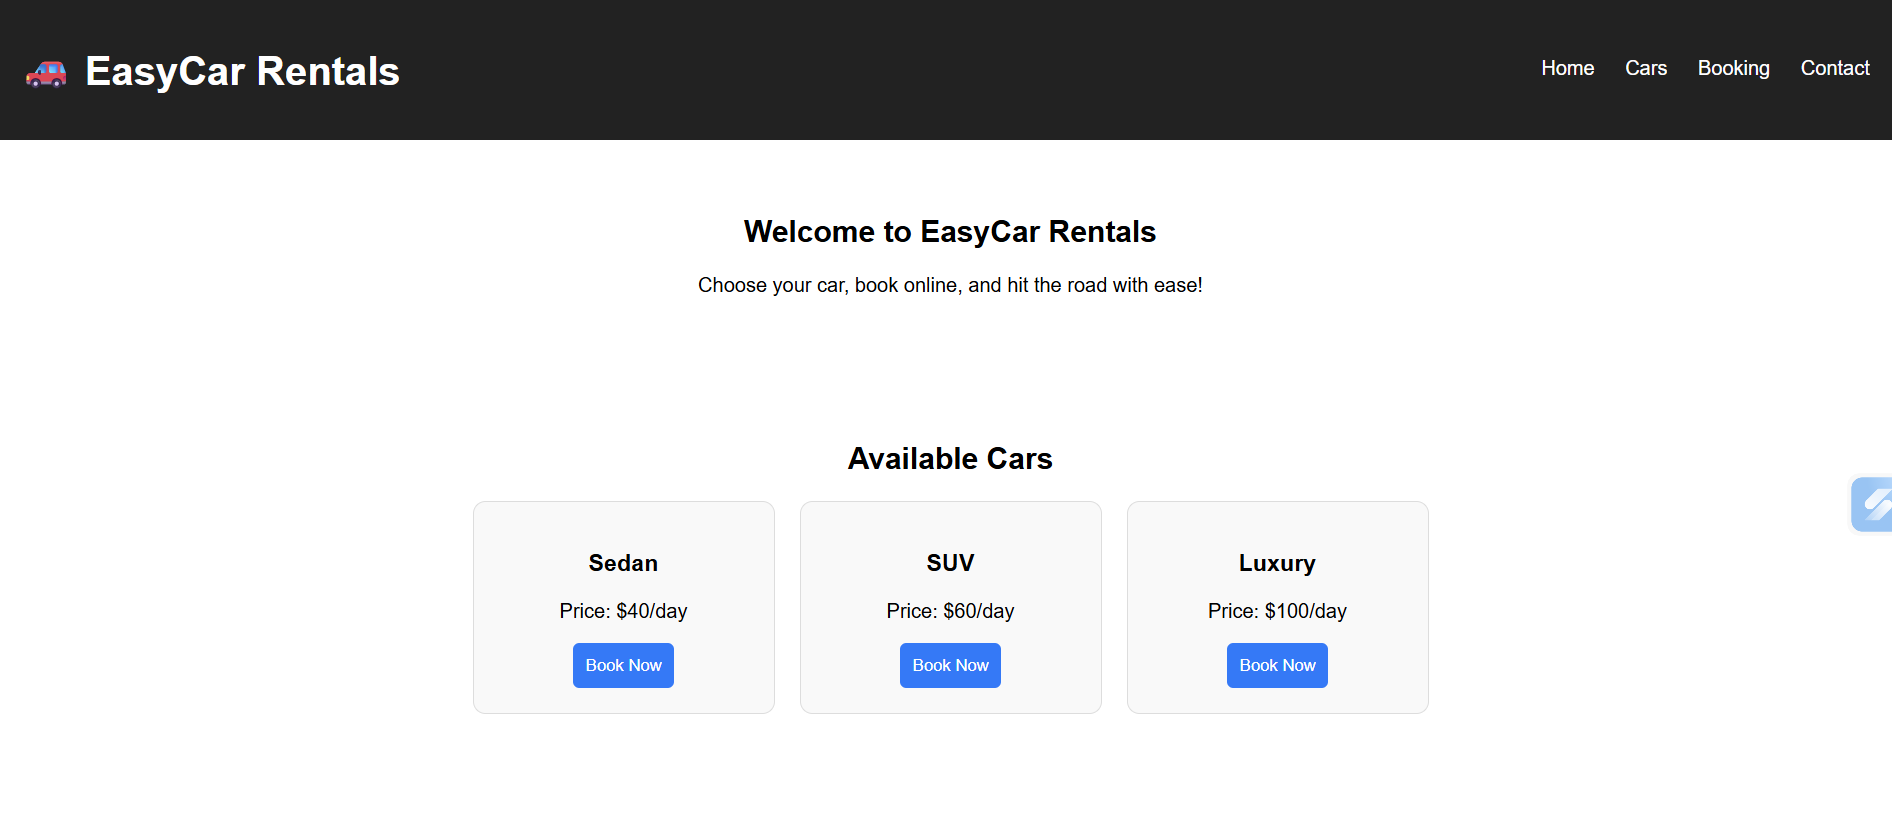 EasyCar Rentals
Home Cars Booking Contact
Welcome to EasyCar Rentals
Choose your car, book online, and hit the road with ease!
Available Cars
Sedan
Price: $40/day
Book Now
SUV
Price: $60/day
Book Now
Luxury
Price: $100/day
Book Now